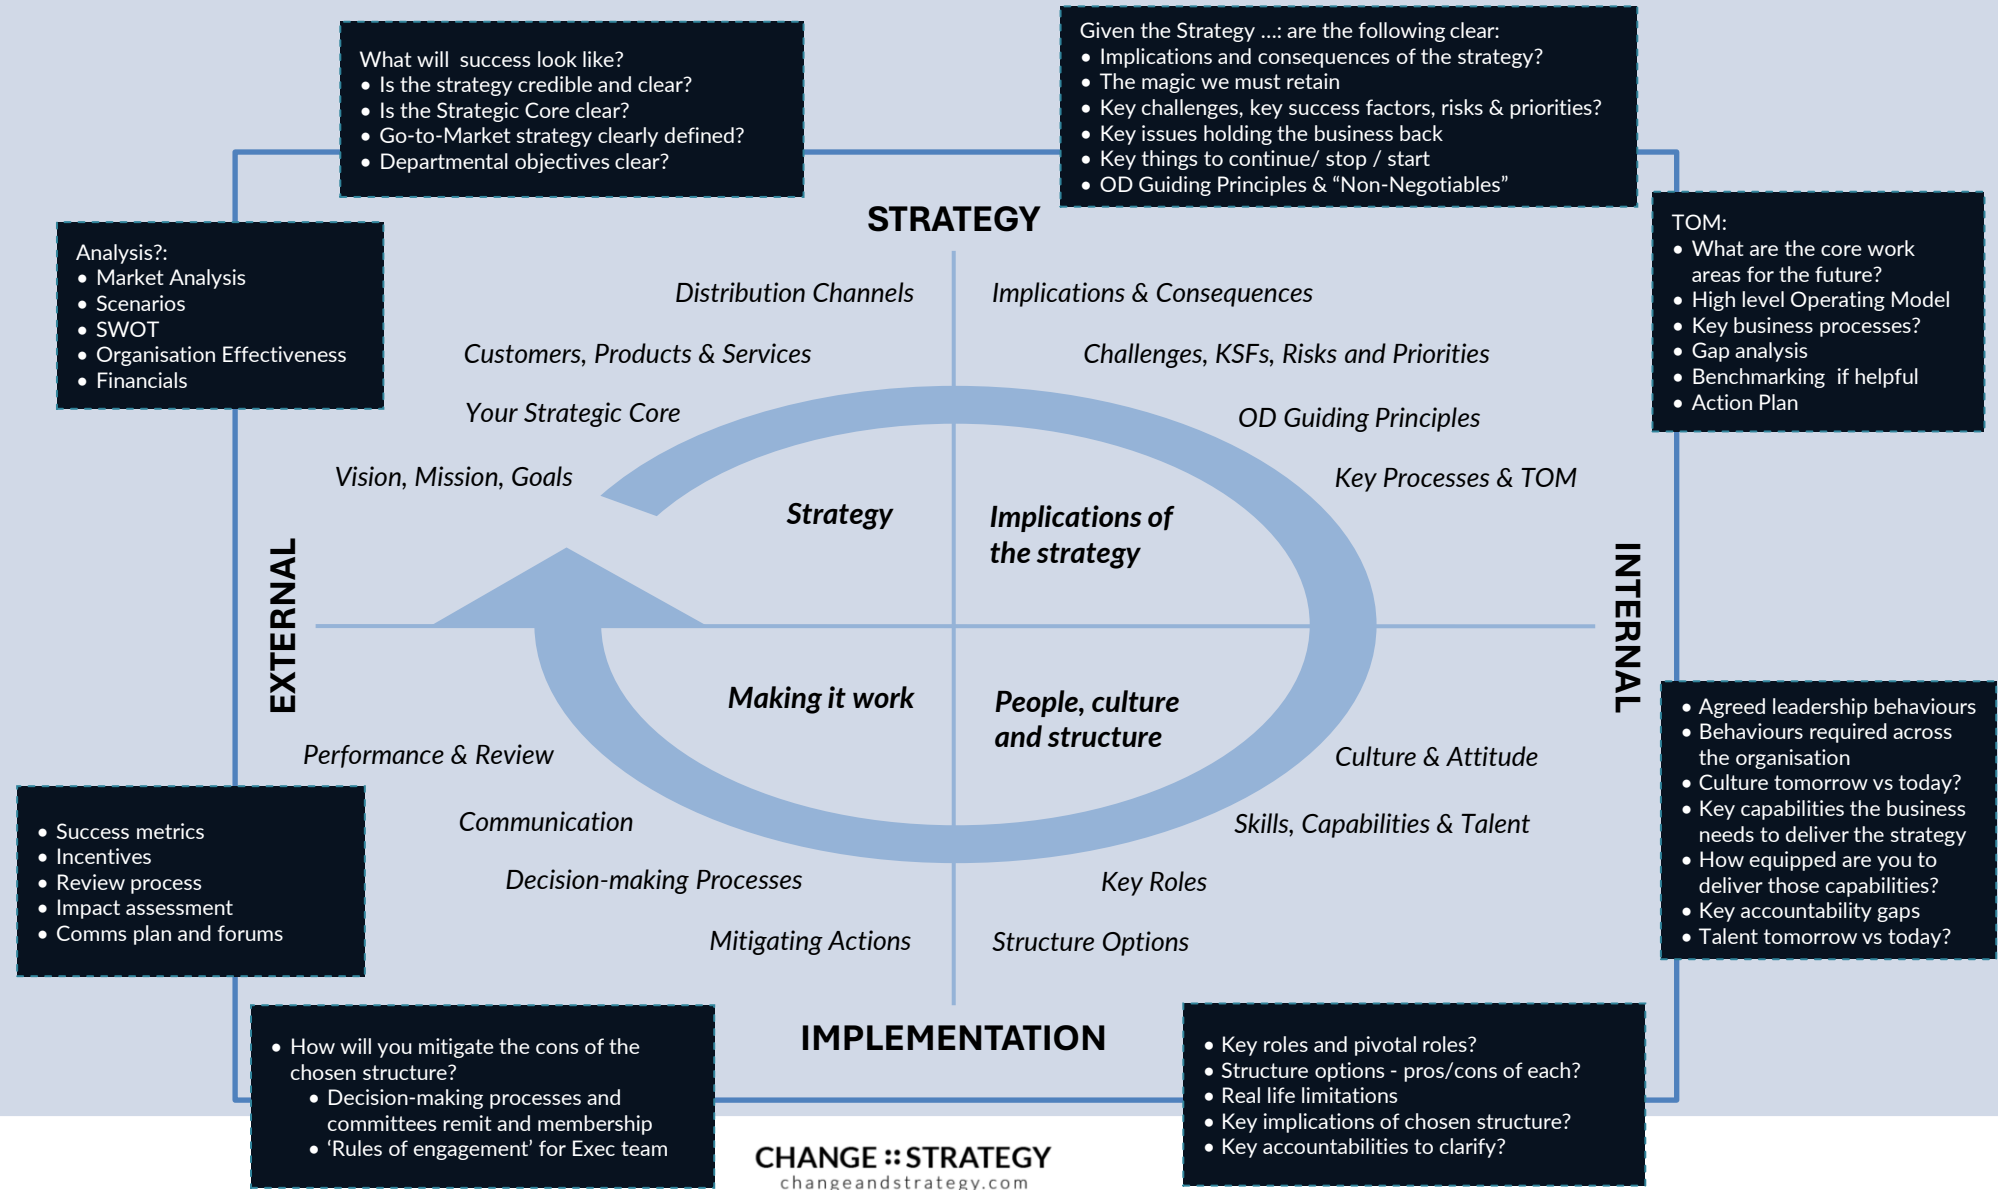 What will  success look like?
• Is the strategy credible and clear?
• Is the Strategic Core clear?
• Go-to-Market strategy clearly defined?
• Departmental objectives clear?
Given the Strategy ...: are the following clear:
• Implications and consequences of the strategy?
• The magic we must retain
• Key challenges, key success factors, risks & priorities?
• Key issues holding the business back
• Key things to continue/ stop / start
• OD Guiding Principles & “Non-Negotiables”
Analysis?:
• Market Analysis
• Scenarios
• SWOT
• Organisation Effectiveness
• Financials
TOM:
• What are the core work
areas for the future?
• High level Operating Model
• Key business processes?
• Gap analysis
• Benchmarking  if helpful
• Action Plan
STRATEGY
Distribution Channels
Customers, Products & Services
Your Strategic Core
Vision, Mission, Goals
Implications & Consequences
Challenges, KSFs, Risks and Priorities
OD Guiding Principles
Key Processes & TOM
Strategy
Implications of
the strategy
EXTERNAL
INTERNAL
Making it work
People, culture
and structure
Performance & Review
Communication
Decision-making Processes
Mitigating Actions
Culture & Attitude
Skills, Capabilities & Talent
Key Roles
Structure Options
• Agreed leadership behaviours
• Behaviours required across
the organisation
• Culture tomorrow vs today?
• Key capabilities the business
needs to deliver the strategy
• How equipped are you to
deliver those capabilities?
• Key accountability gaps
• Talent tomorrow vs today?
• Success metrics
• Incentives
• Review process
• Impact assessment
• Comms plan and forums
IMPLEMENTATION
• How will you mitigate the cons of the
chosen structure?
• Decision-making processes and
committees remit and membership
• ‘Rules of engagement’ for Exec team
• Key roles and pivotal roles?
• Structure options - pros/cons of each?
• Real life limitations
• Key implications of chosen structure?
• Key accountabilities to clarify?
CHANGE :: STRATEGY
changeandstrategy.com